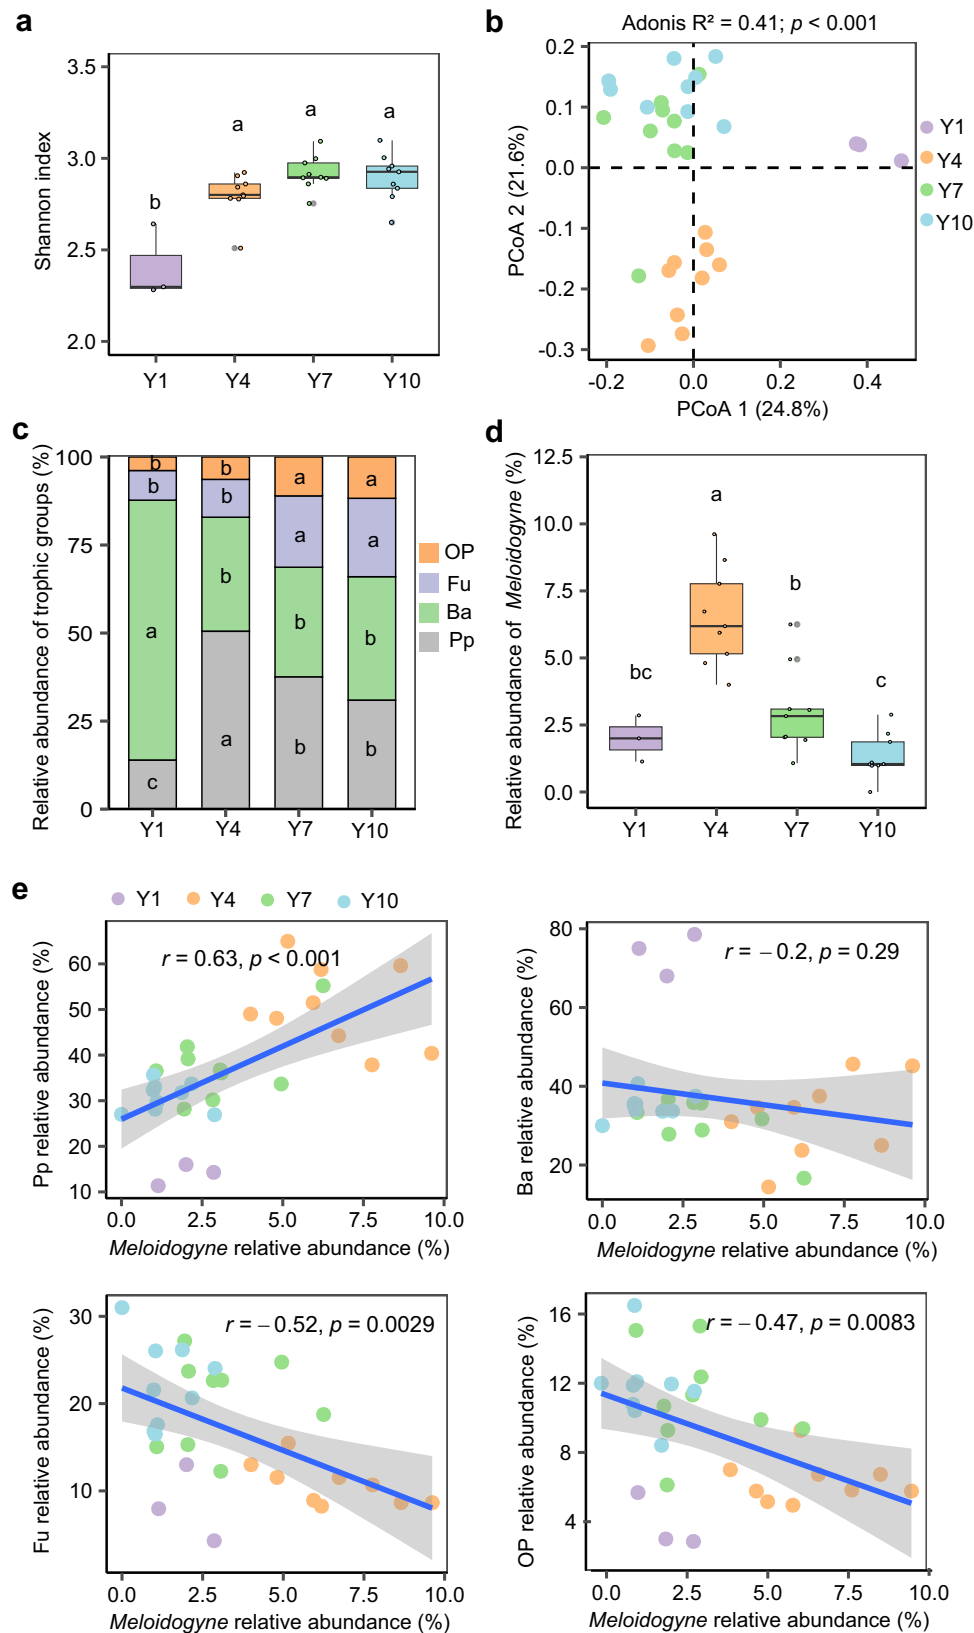 a
3.5
3.0
2.5
2.0
Shannon index
b
a
a
a
Y1
Y4
Y7
Y10
b
Adonis R² = 0.41; p < 0.001
0.2
0.1
0.0
-0.1
-0.2
-0.3
PCoA 2 (21.6%)
-0.2
0.0
0.2
0.4
PCoA 1 (24.8%)
Y1
Y4
Y7
Y10
c
Relative abundance of trophic groups (%)
100
75
50
25
0
b
b
a
c
b
b
b
a
a
a
b
b
a
a
b
b
Y1
Y4
Y7
Y10
OP
Fu
Ba
Pp
d
Relative abundance of Meloidogyne (%)
12.5
10.0
7.5
5.0
2.5
0.0
bc
a
b
c
Y1
Y4
Y7
Y10
e
Y1
Y4
Y7
Y10
Pp relative abundance (%)
60
50
40
30
20
10
r = 0.63, p < 0.001
0.0
2.5
5.0
7.5
10.0
Meloidogyne relative abundance (%)
Ba relative abundance (%)
80
60
40
20
r = −0.2, p = 0.29
0.0
2.5
5.0
7.5
10.0
Meloidogyne relative abundance (%)
Fu relative abundance (%)
30
20
10
r = −0.52, p = 0.0029
0.0
2.5
5.0
7.5
10.0
Meloidogyne relative abundance (%)
OP relative abundance (%)
16
12
8
4
r = −0.47, p = 0.0083
0.0
2.5
5.0
7.5
10.0
Meloidogyne relative abundance (%)